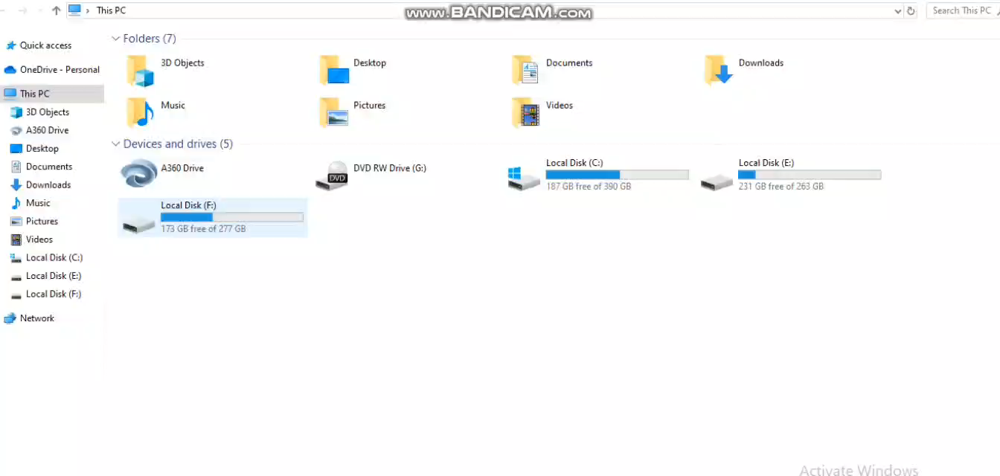 This PC
www.BANDICAM.com
Search This PC
Quick access
OneDrive - Personal
This PC
3D Objects
A360 Drive
Desktop
Documents
Downloads
Music
Pictures
Videos
Local Disk (C:)
Local Disk (E:)
Local Disk (F:)
Network
Folders (7)
3D Objects
Desktop
Documents
Downloads
Music
Pictures
Videos
Devices and drives (5)
A360 Drive
DVD
DVD RW Drive (G:)
Local Disk (C:)
187 GB free of 390 GB
Local Disk (E:)
231 GB free of 263 GB
Local Disk (F:)
173 GB free of 277 GB
Activate Windows